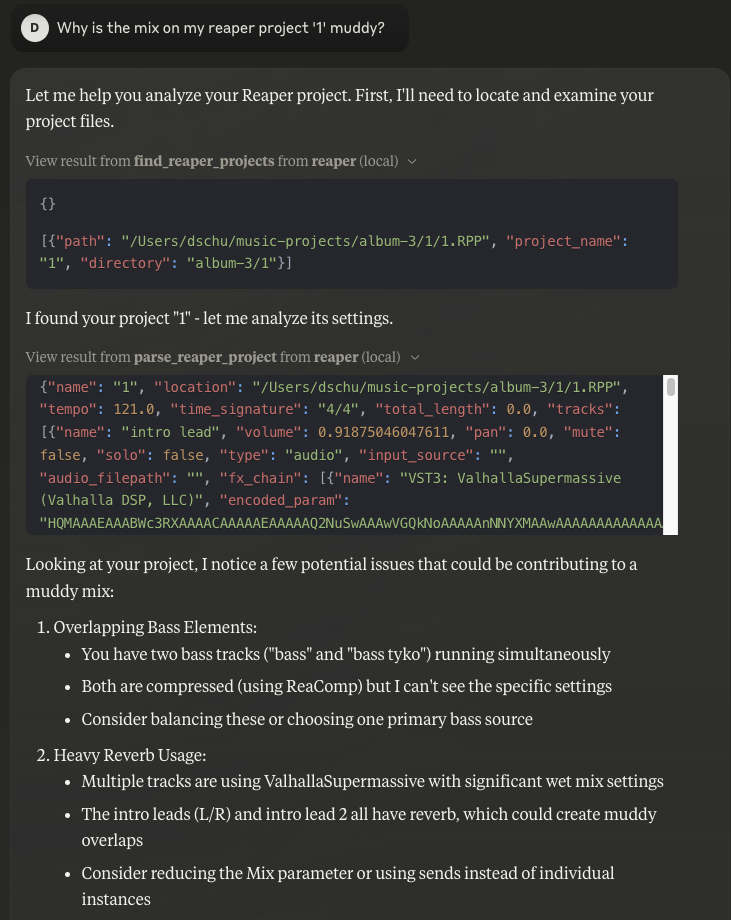 D Why is the mix on my reaper project '1' muddy?
Let me help you analyze your Reaper project. First, I'll need to locate and examine your
project files.
View result from find_reaper_projects from reaper (local)
{}
[{"path": "/Users/dschu/music-projects/album-3/1/1.RPP", "project_name":
"1", "directory": "album-3/1"}]
I found your project "1" - let me analyze its settings.
View result from parse_reaper_project from reaper (local)
{"name": "1", "location": "/Users/dschu/music-projects/album-3/1/1.RPP",
"tempo": 121.0, "time_signature": "4/4", "total_length": 0.0, "tracks":
[{"name": "intro lead", "volume": 0.91875046047611, "pan": 0.0, "mute":
false, "solo": false, "type": "audio", "input_source": "",
"audio_filepath": "", "fx_chain": [{"name": "VST3: ValhallaSupermassive
(Valhalla DSP, LLC)", "encoded_param":
"HQMAAAEAAABWc3RXAAAACAAAAAEAAAAAQ2NuSwAAAwVGQkNoAAAAAnNNYXMAAwAAAAAAAAAAAAA
Looking at your project, I notice a few potential issues that could be contributing to a
muddy mix:
1. Overlapping Bass Elements:
• You have two bass tracks ("bass" and "bass tyko") running simultaneously
• Both are compressed (using ReaComp) but I can't see the specific settings
• Consider balancing these or choosing one primary bass source
2. Heavy Reverb Usage:
• Multiple tracks are using ValhallaSupermassive with significant wet mix settings
• The intro leads (L/R) and intro lead 2 all have reverb, which could create muddy
overlaps
• Consider reducing the Mix parameter or using sends instead of individual
instances